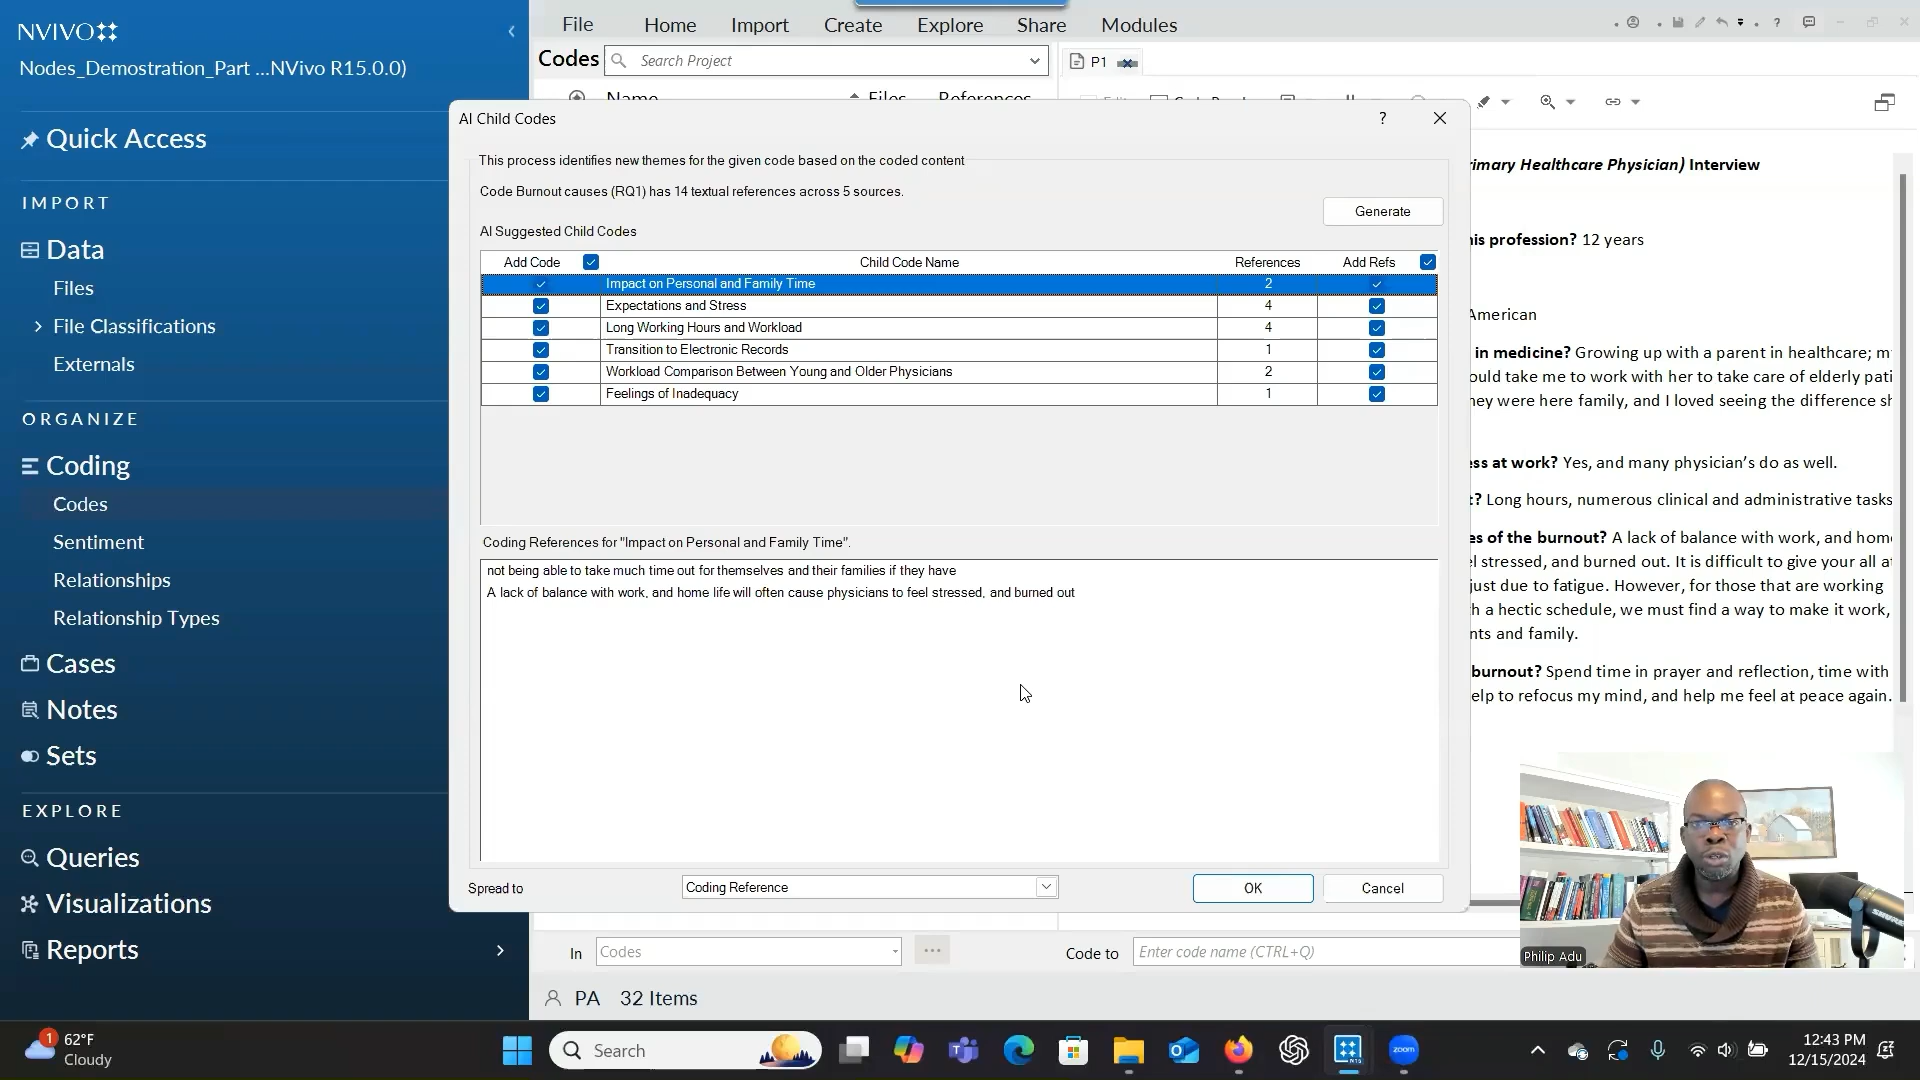 NVIVO
Nodes_Demostration_Part ...NVivo R15.0.0)
Quick Access
IMPORT
Data
Files
File Classifications
Externals
ORGANIZE
Coding
Codes
Sentiment
Relationships
Relationship Types
Cases
Notes
Sets
EXPLORE
Queries
Visualizations
Reports
File Home Import Create Explore Share Modules
Codes Search Project
P1
Name Files References
AI Child Codes
This process identifies new themes for the given code based on the coded content
Code Burnout causes (RQ1) has 14 textual references across 5 sources.
Generate
AI Suggested Child Codes
Add Code Child Code Name References Add Refs
Impact on Personal and Family Time 2
Expectations and Stress 4
Long Working Hours and Workload 4
Transition to Electronic Records 1
Workload Comparison Between Young and Older Physicians 2
Feelings of Inadequacy 1
Coding References for "Impact on Personal and Family Time".
not being able to take much time out for themselves and their families if they have
A lack of balance with work, and home life will often cause physicians to feel stressed, and burned out
Spread to Coding Reference OK Cancel
rimary Healthcare Physician) Interview
is profession? 12 years
American
in medicine? Growing up with a parent in healthcare; m
ould take me to work with her to take care of elderly pati
ey were here family, and I loved seeing the difference sh
ss at work? Yes, and many physician's do as well.
t? Long hours, numerous clinical and administrative tasks
es of the burnout? A lack of balance with work, and hom
el stressed, and burned out. It is difficult to give your all at
just due to fatigue. However, for those that are working
h a hectic schedule, we must find a way to make it work,
nts and family.
burnout? Spend time in prayer and reflection, time with
elp to refocus my mind, and help me feel at peace again.
Philip Adu
In Codes ... Code to Enter code name (CTRL+Q)
PA 32 Items
1
62°F
Cloudy
Search
zoom
12:43 PM
12/15/2024